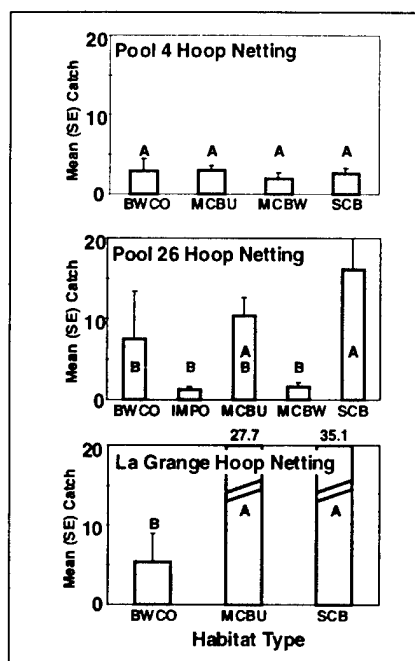 20
Pool 4 Hoop Netting
Mean (SE) Catch
10
A A A A
0
BWCO MCBU MCBW SCB
20
Pool 26 Hoop Netting
Mean (SE) Catch
10
B B A B B A
0
BWCO IMPO MCBU MCBW SCB
27.7 35.1
20
La Grange Hoop Netting
Mean (SE) Catch
10
B A A
0
BWCO MCBU SCB
Habitat Type